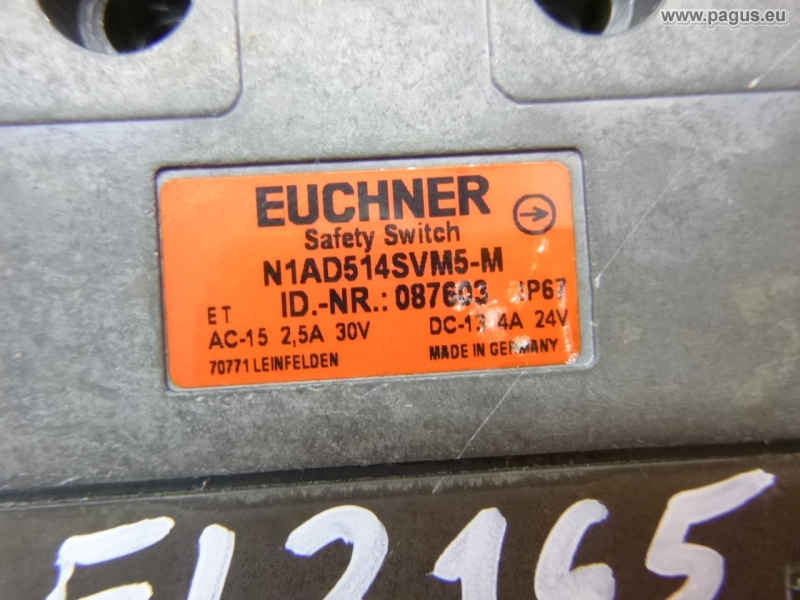 www.pagus.eu
EUCHNER
Safety Switch
N1AD514SVM5-M
ID.-NR.: 087603 IP67
ET
AC-15 2,5A 30V DC-13 4A 24V
70771 LEINFELDEN MADE IN GERMANY